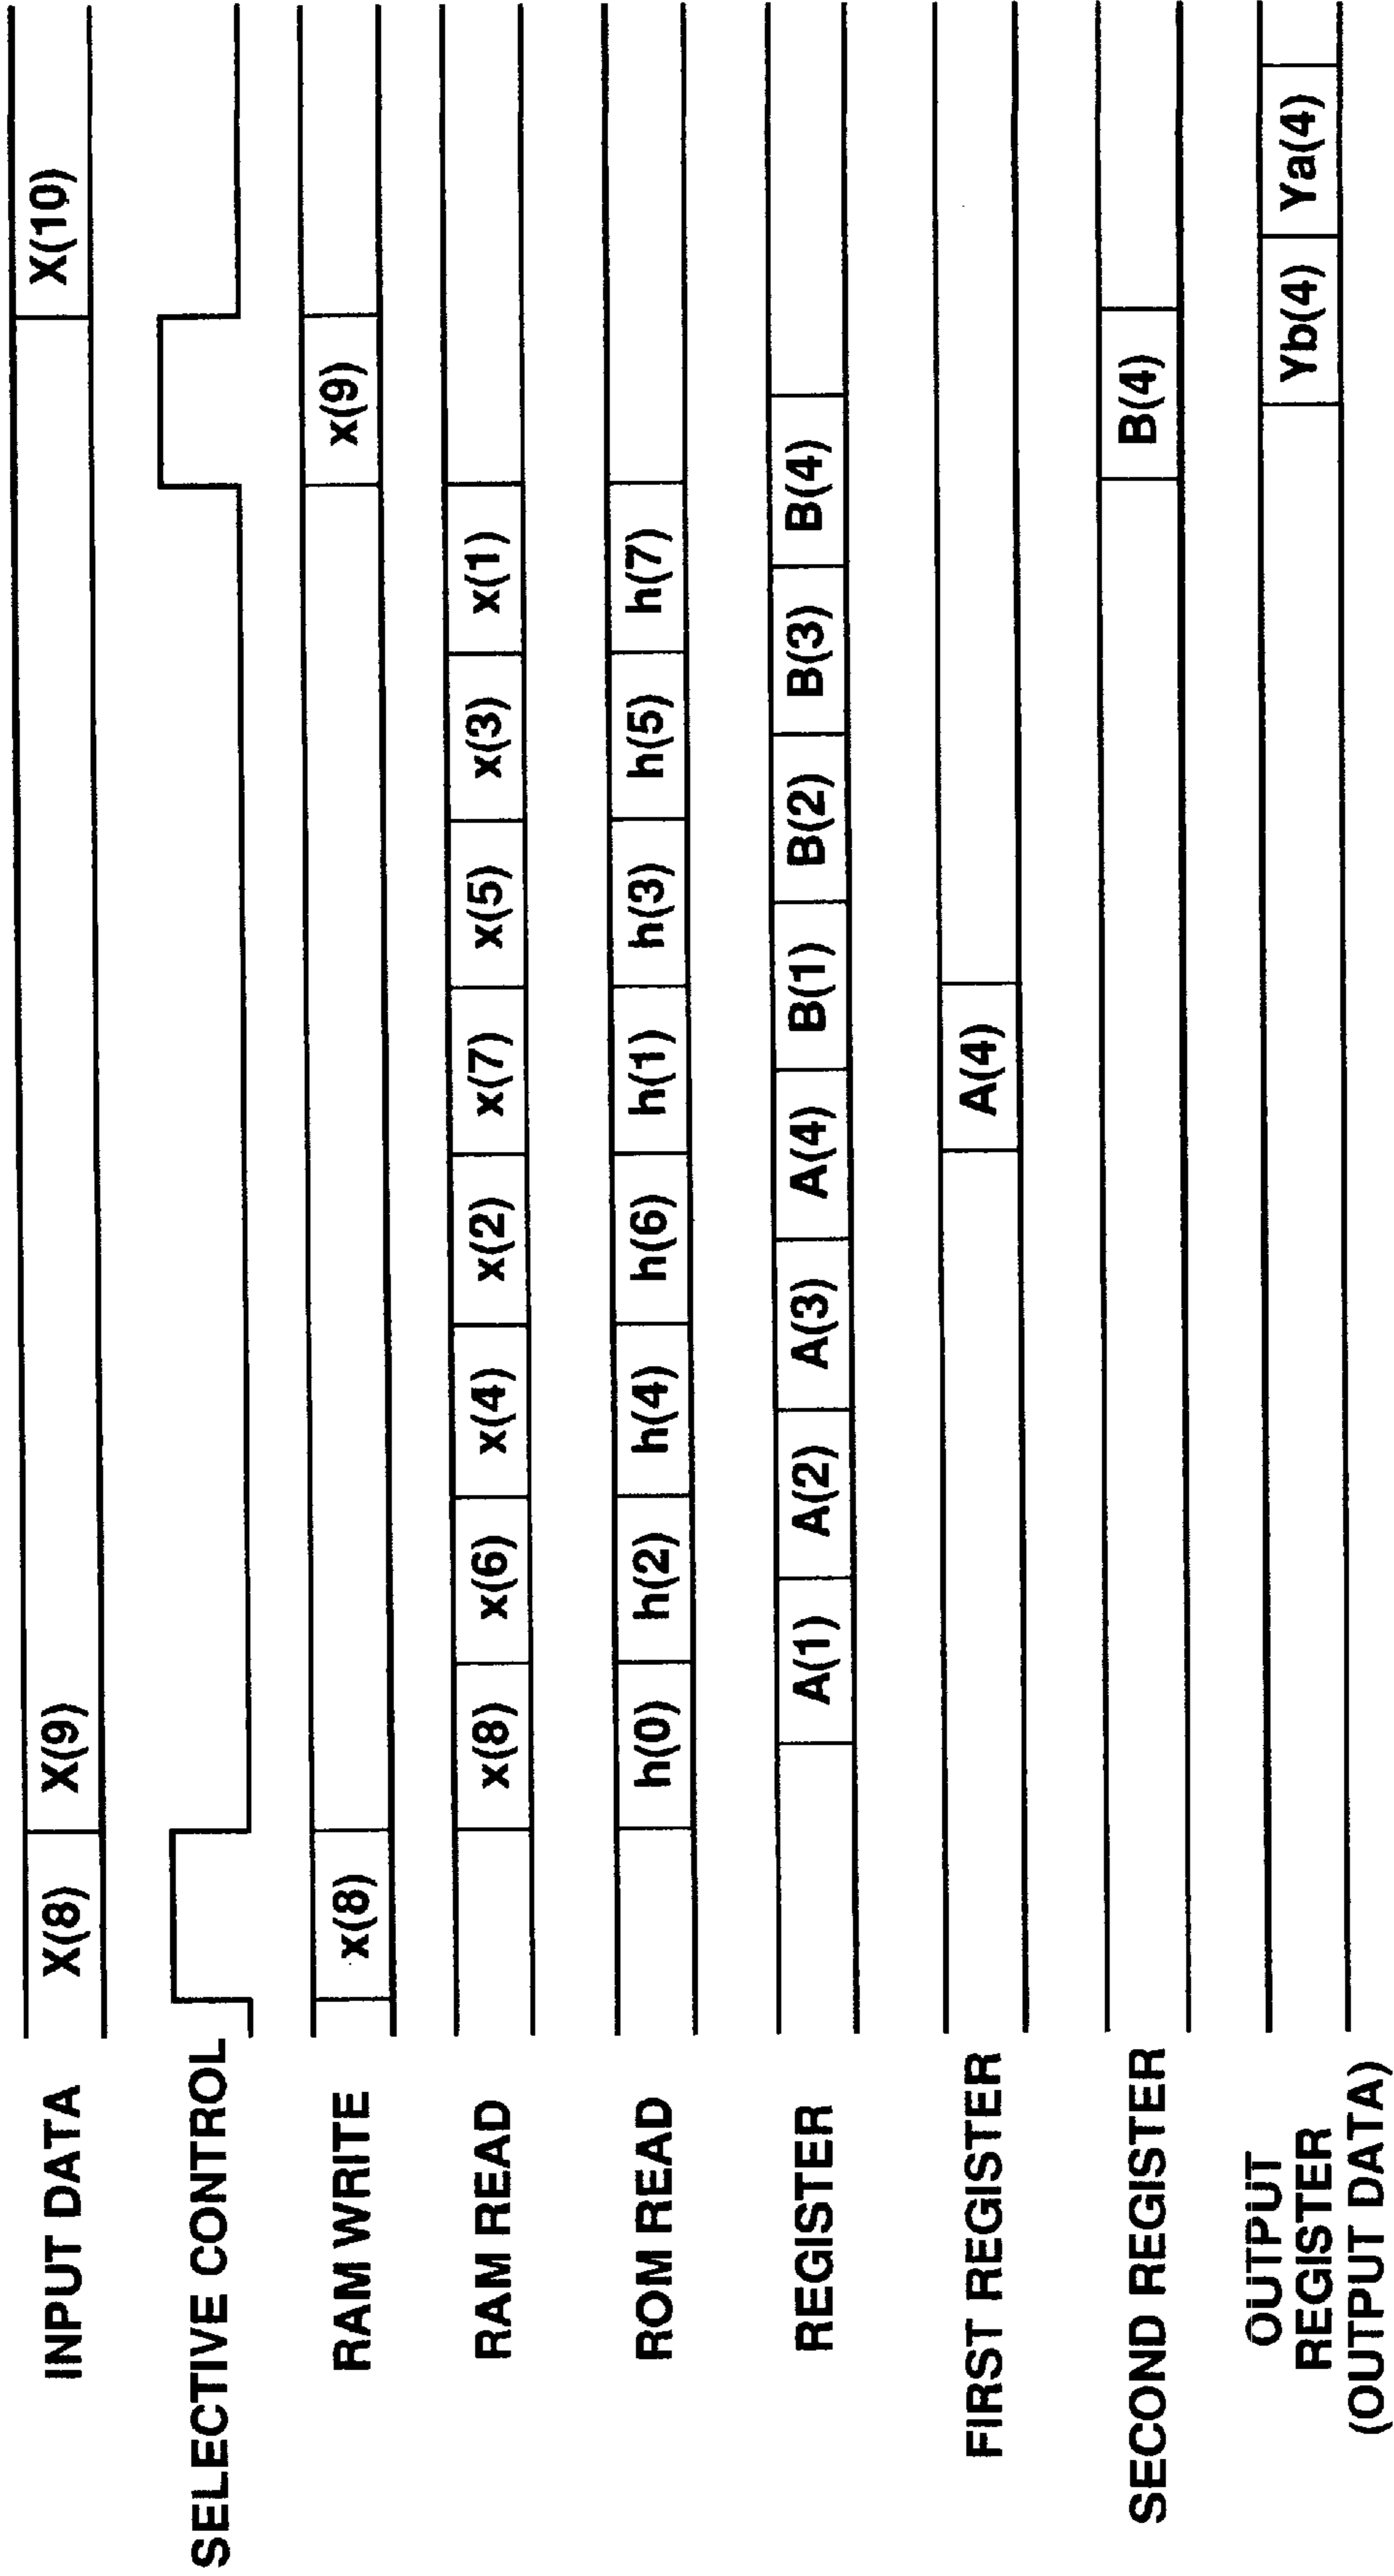 INPUT DATA X(8) X(9) X(10)
SELECTIVE CONTROL
RAM WRITE x(8) x(9)
RAM READ x(8) x(6) x(4) x(2) x(7) x(5) x(3) x(1)
ROM READ h(0) h(2) h(4) h(6) h(1) h(3) h(5) h(7)
REGISTER A(1) A(2) A(3) A(4) B(1) B(2) B(3) B(4)
FIRST REGISTER A(4)
SECOND REGISTER B(4)
OUTPUT
REGISTER
(OUTPUT DATA)
Yb(4) Ya(4)